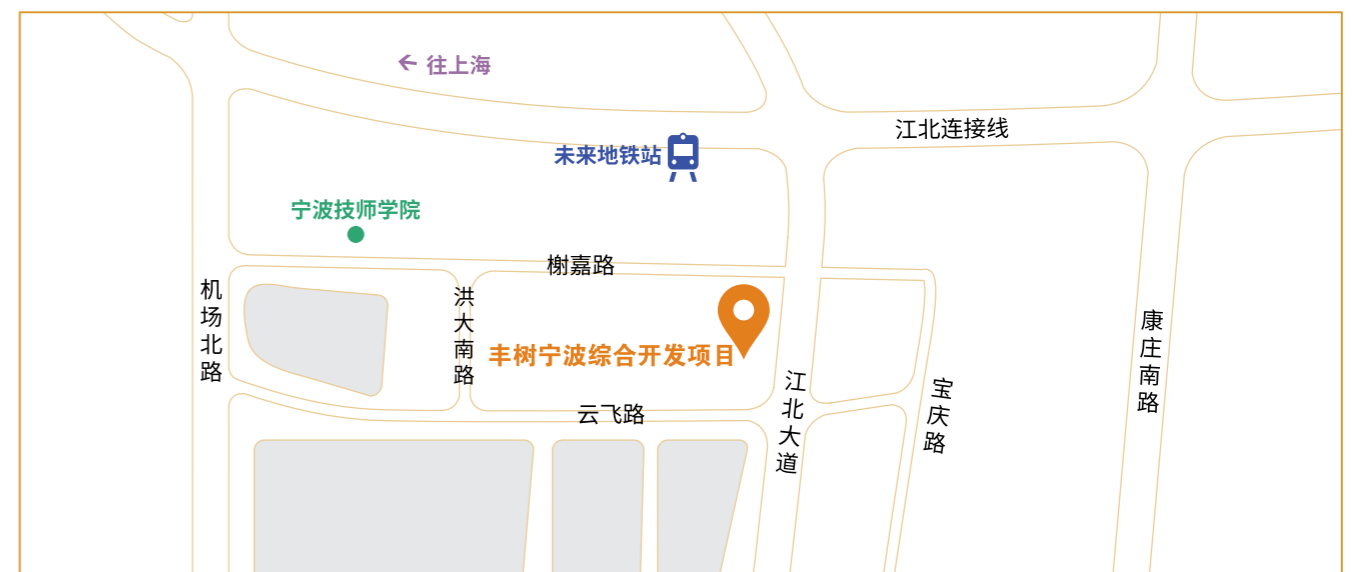 往上海
江北连接线
未来地铁站
宁波技师学院
榭嘉路
机场北路
洪大南路
丰树宁波综合开发项目
康庄南路
江北大道
宝庆路
云飞路